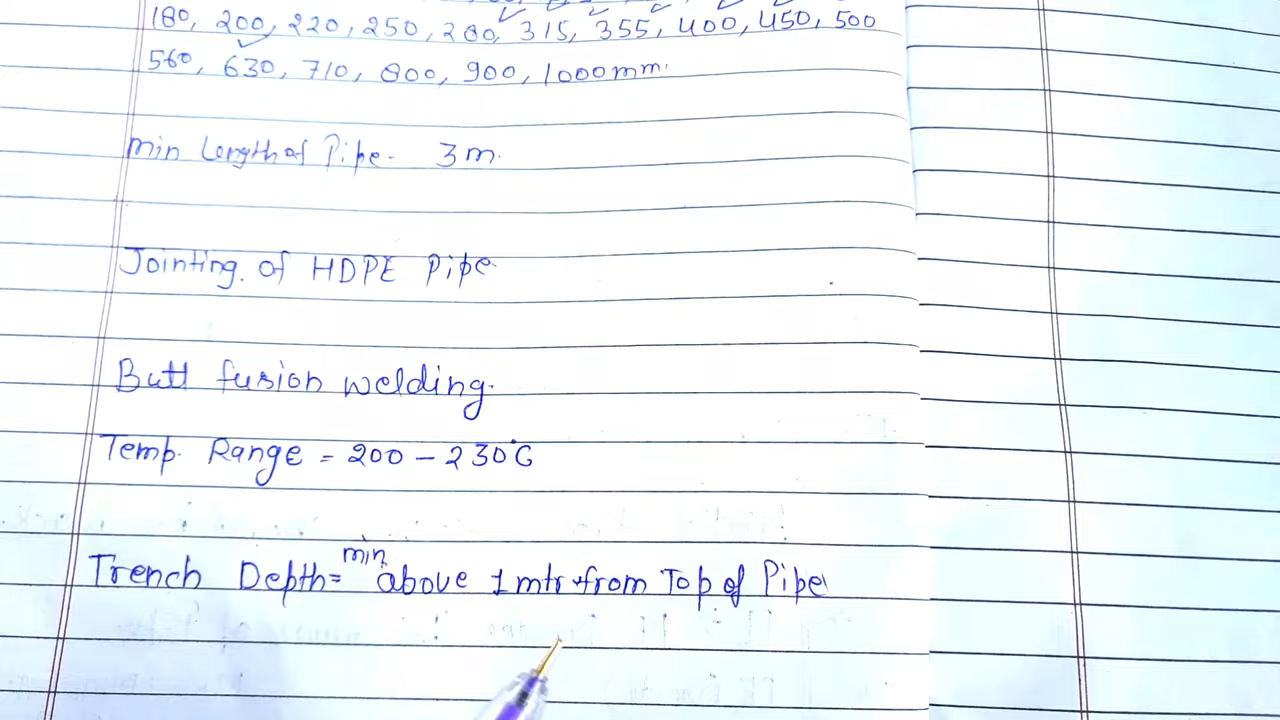 180, 200, 220, 250, 280, 315, 355, 400, 450, 500
560, 630, 710, 800, 900, 1000mm.
Min Length of Pipe - 3m.
Jointing of HDPE Pipe
Butt fusion welding.
Temp. Range = 200 - 230°C
Trench Depth = min. above 1 mtr from Top of Pipe